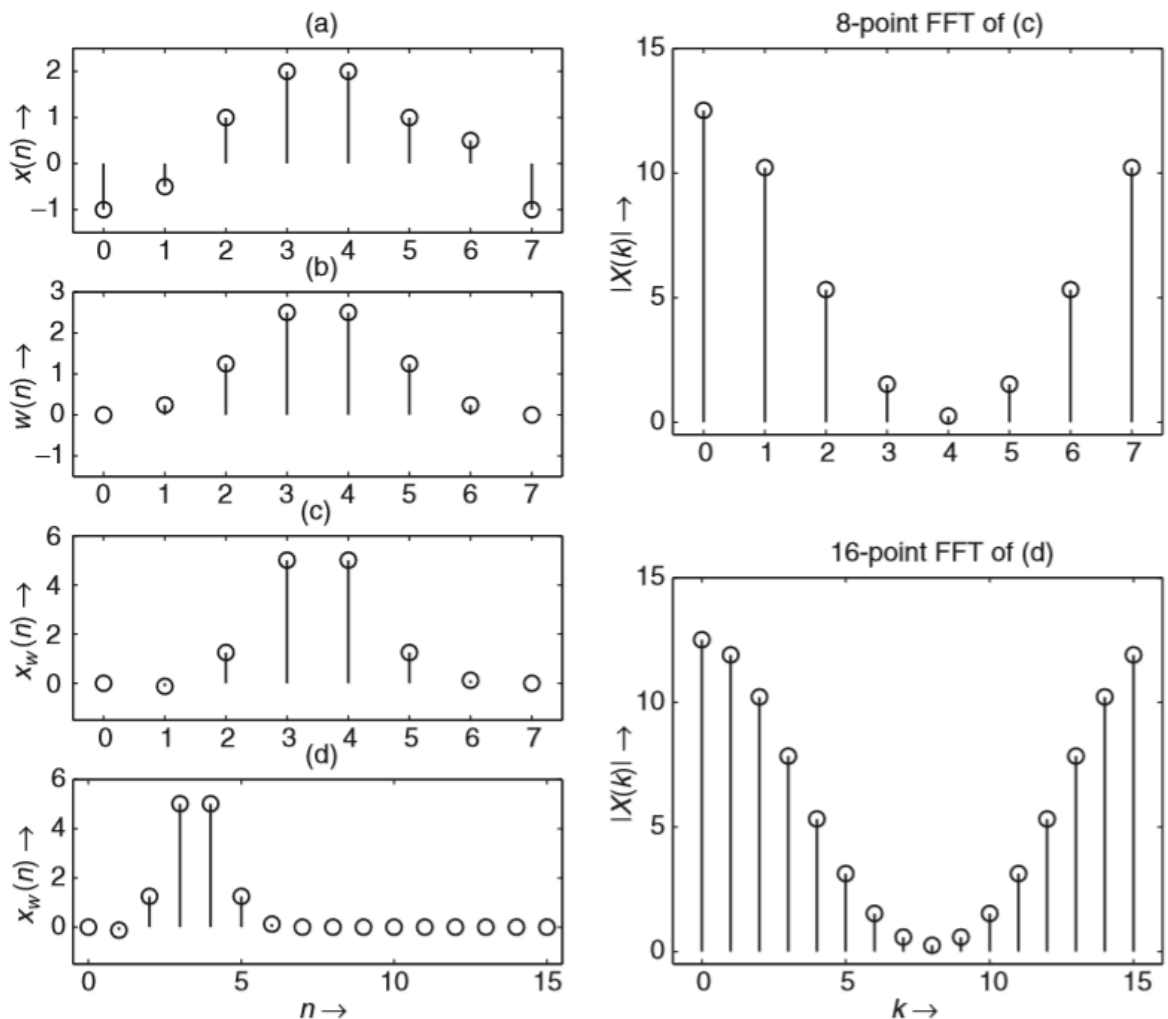 (a)
2
1
0
−1
x(n) →
0 1 2 3 4 5 6 7
(b)
3
2
1
0
−1
w(n) →
0 1 2 3 4 5 6 7
(c)
6
4
2
0
x_w(n) →
0 1 2 3 4 5 6 7
(d)
6
4
2
0
x_w(n) →
0 5 10 15
n →
8-point FFT of (c)
15
10
5
0
|X(k)| →
0 1 2 3 4 5 6 7
16-point FFT of (d)
15
10
5
0
|X(k)| →
0 5 10 15
k →